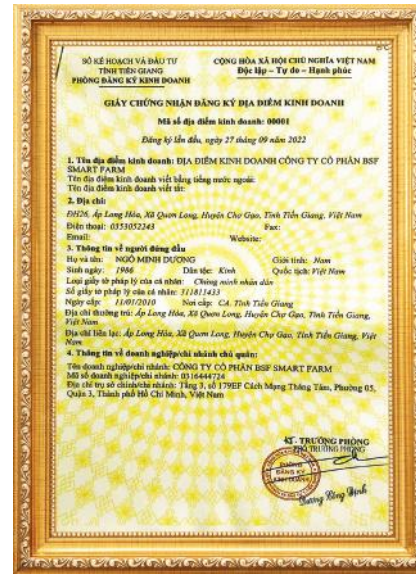 SỞ KẾ HOẠCH VÀ ĐẦU TƯ
TỈNH TIỀN GIANG
PHÒNG ĐĂNG KÝ KINH DOANH
CỘNG HÒA XÃ HỘI CHỦ NGHĨA VIỆT NAM
Độc lập – Tự do – Hạnh phúc
GIẤY CHỨNG NHẬN ĐĂNG KÝ ĐỊA ĐIỂM KINH DOANH
Mã số địa điểm kinh doanh: 00001
Đăng ký lần đầu, ngày 27 tháng 09 năm 2022
1. Tên địa điểm kinh doanh: ĐỊA ĐIỂM KINH DOANH CÔNG TY CỔ PHẦN BSF
SMART FARM
Tên địa điểm kinh doanh viết bằng tiếng nước ngoài:
Tên địa điểm kinh doanh viết tắt:
2. Địa chỉ:
ĐH26, Ấp Long Hòa, Xã Quơn Long, Huyện Chợ Gạo, Tỉnh Tiền Giang, Việt Nam
Điện thoại: 0353052243 Fax:
Email: Website:
3. Thông tin về người đứng đầu
Họ và tên: NGÔ MINH DƯƠNG Giới tính: Nam
Sinh ngày: 1986 Dân tộc: Kinh Quốc tịch: Việt Nam
Loại giấy tờ pháp lý của cá nhân: Chứng minh nhân dân
Số giấy tờ pháp lý của cá nhân: 311811433
Ngày cấp: 11/01/2010 Nơi cấp: CA. Tỉnh Tiền Giang
Địa chỉ thường trú: Ấp Long Hòa, Xã Quơn Long, Huyện Chợ Gạo, Tỉnh Tiền Giang,
Việt Nam
Địa chỉ liên lạc: Ấp Long Hòa, Xã Quơn Long, Huyện Chợ Gạo, Tỉnh Tiền Giang, Việt
Nam
4. Thông tin về doanh nghiệp/chi nhánh chủ quản:
Tên doanh nghiệp/chi nhánh: CÔNG TY CỔ PHẦN BSF SMART FARM
Mã số doanh nghiệp/chi nhánh: 0316444724
Địa chỉ trụ sở chính/chi nhánh: Tầng 3, số 179EF Cách Mạng Tháng Tám, Phường 05,
Quận 3, Thành phố Hồ Chí Minh, Việt Nam
KT. TRƯỞNG PHÒNG
PHÓ TRƯỞNG PHÒNG
PHÒNG
ĐĂNG KÝ
KINH DOANH